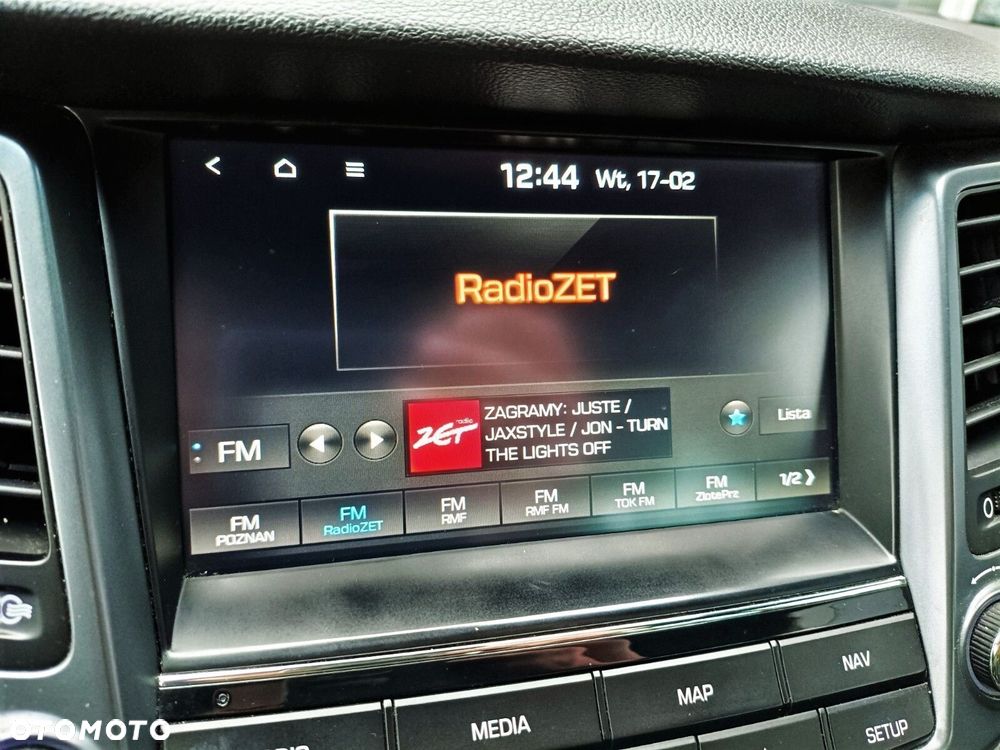 12:44 Wt, 17-02
RadioZET
FM
radio
ZET
ZAGRAMY: JUSTE /
JAXSTYLE / JON - TURN
THE LIGHTS OFF
Lista
FM
POZNAN
FM
RadioZET
FM
RMF
FM
RMF FM
FM
TOK FM
FM
ZlotePrz
1/2
MEDIA
MAP
NAV
SETUP
OTOMOTO